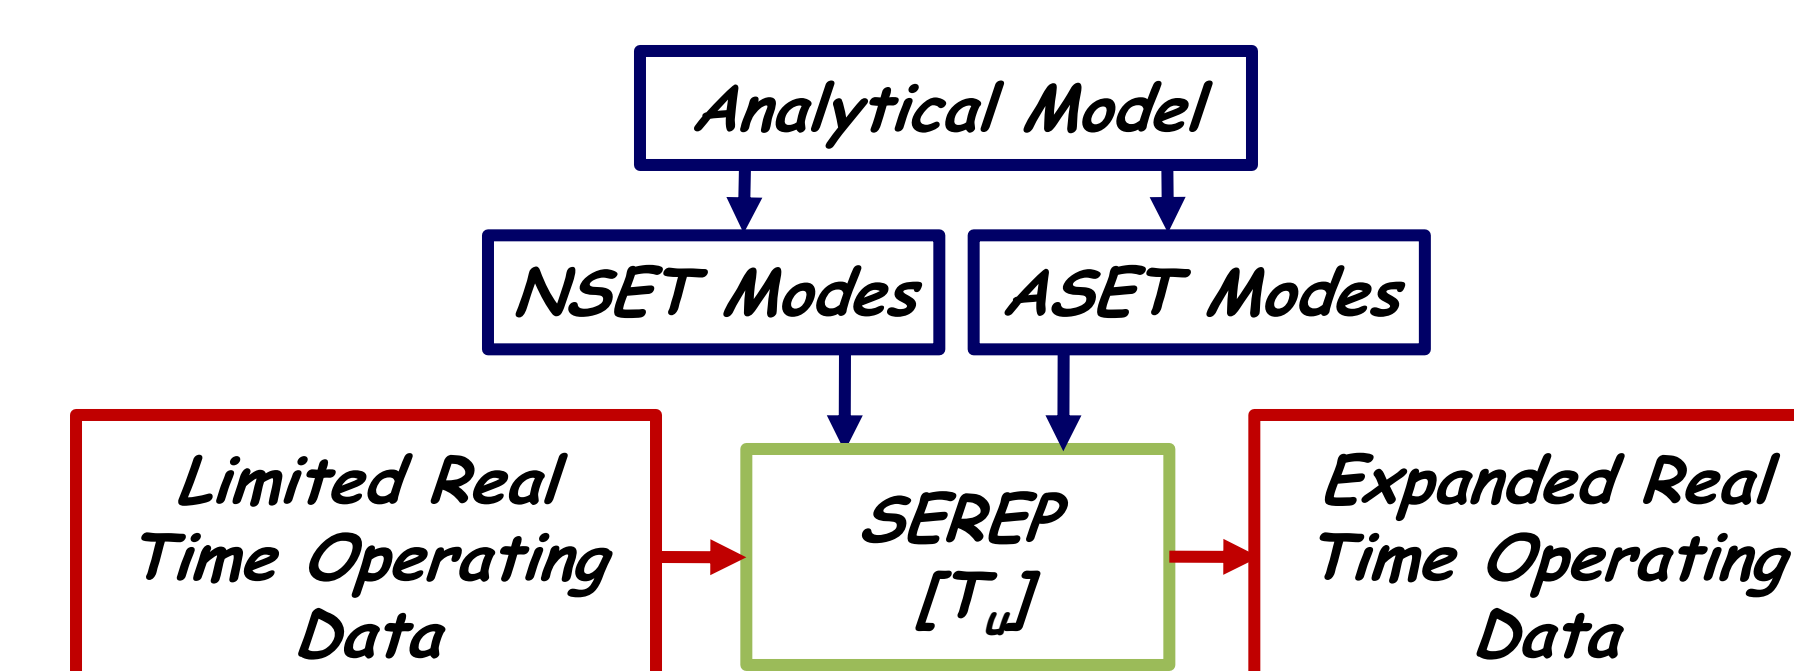 Analytical Model
NSET Modes
ASET Modes
Limited Real
Time Operating
Data
SEREP
[Tu]
Expanded Real
Time Operating
Data